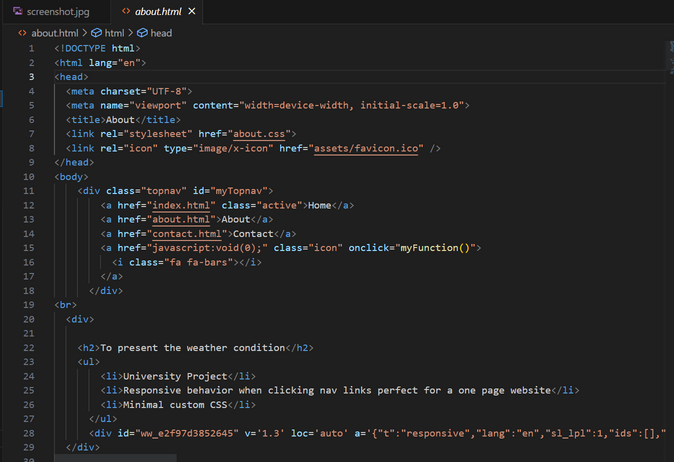 screenshot.jpg
about.html
about.html > html > head
1 <!DOCTYPE html>
2 <html lang="en">
3 <head>
4 <meta charset="UTF-8">
5 <meta name="viewport" content="width=device-width, initial-scale=1.0">
6 <title>About</title>
7 <link rel="stylesheet" href="about.css">
8 <link rel="icon" type="image/x-icon" href="assets/favicon.ico" />
9 </head>
10 <body>
11 <div class="topnav" id="myTopnav">
12 <a href="index.html" class="active">Home</a>
13 <a href="about.html">About</a>
14 <a href="contact.html">Contact</a>
15 <a href="javascript:void(0);" class="icon" onclick="myFunction()">
16 <i class="fa fa-bars"></i>
17 </a>
18 </div>
19 <br>
20 <div>
21
22 <h2>To present the weather condition</h2>
23 <ul>
24 <li>University Project</li>
25 <li>Responsive behavior when clicking nav links perfect for a one page website</li>
26 <li>Minimal custom CSS</li>
27 </ul>
28 <div id="ww_e2f97d3852645" v='1.3' loc='auto' a='{"t":"responsive","lang":"en","sl_lpl":1,"ids":[],"
29 </div>
30